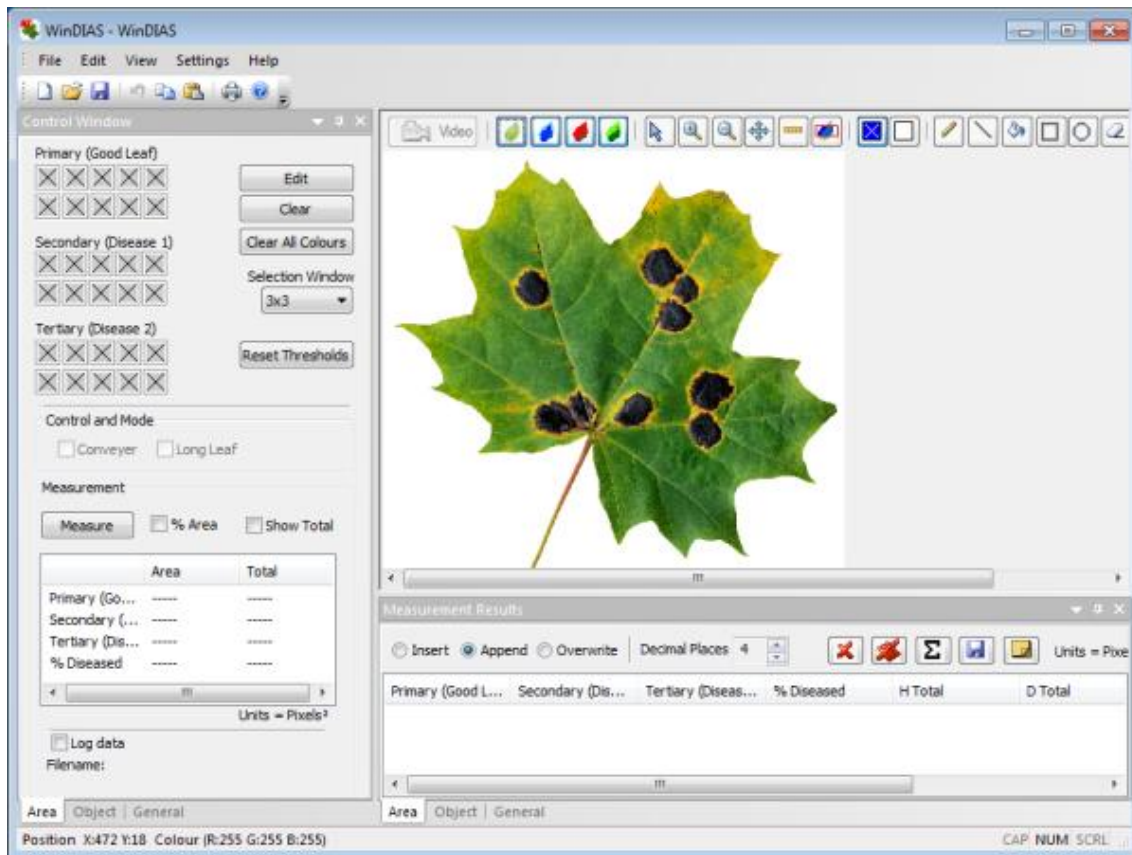 WinDIAS - WinDIAS
File Edit View Settings Help
Control Window
Primary (Good Leaf)
Edit
Clear
Secondary (Disease 1)
Clear All Colours
Selection Window
3x3
Tertiary (Disease 2)
Reset Thresholds
Control and Mode
Conveyer Long Leaf
Measurement
Measure % Area Show Total
Area Total
Primary (Go... ----- -----
Secondary (... ----- -----
Tertiary (Dis... ----- -----
% Diseased ----- -----
Units = Pixels²
Log data
Filename:
Area Object General
Video
Measurement Results
Insert Append Overwrite Decimal Places 4 Σ Units = Pixe
Primary (Good L... Secondary (Dis... Tertiary (Diseas... % Diseased H Total D Total
Area Object General
Position X:472 Y:18 Colour (R:255 G:255 B:255) CAP NUM SCRL